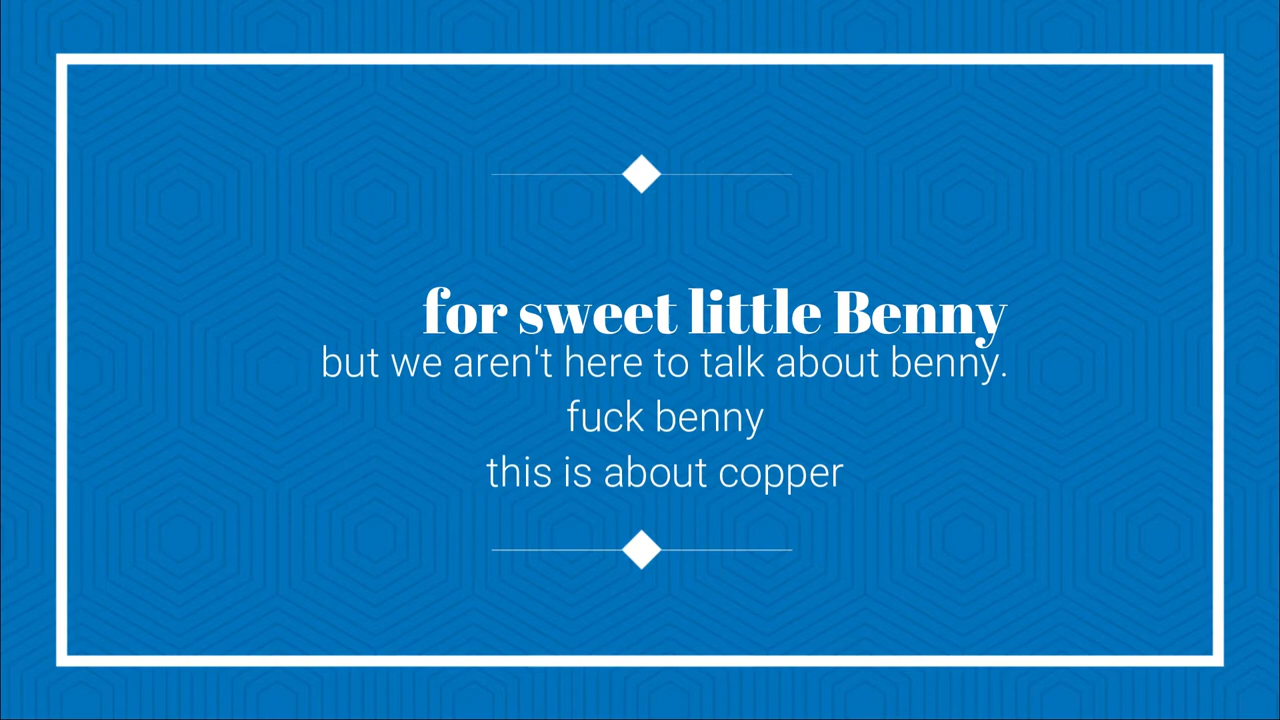 for sweet little Benny
but we aren't here to talk about benny.
fuck benny
this is about copper